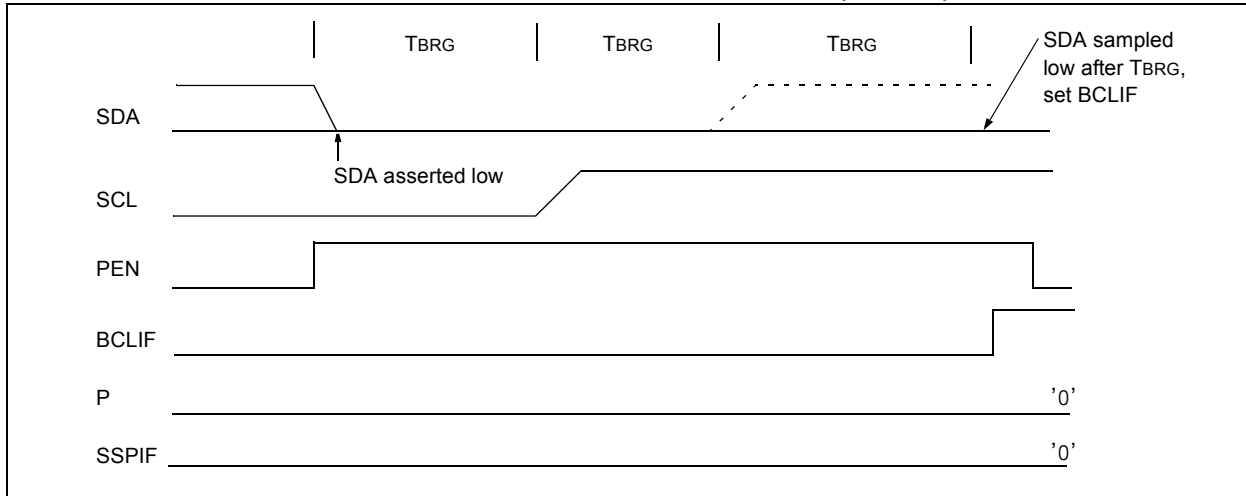 TBRG TBRG TBRG
SDA sampled
low after TBRG,
set BCLIF
SDA
SDA asserted low
SCL
PEN
BCLIF
P '0'
SSPIF '0'